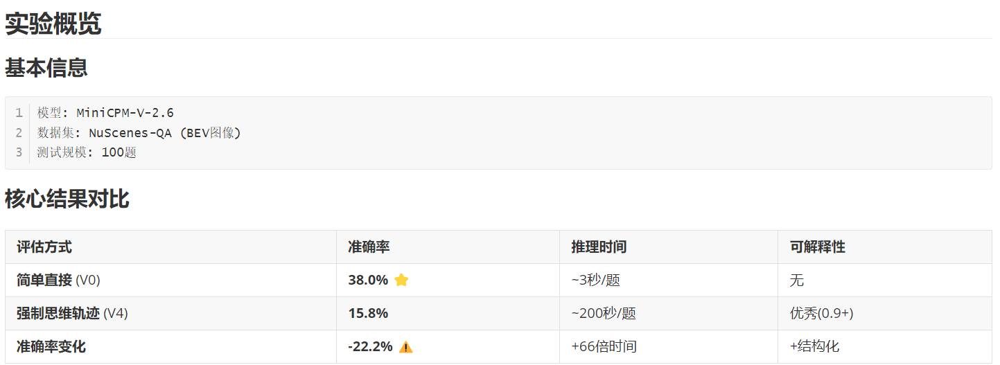 实验概览
基本信息
1 模型: MiniCPM-V-2.6
2 数据集: NuScenes-QA (BEV图像)
3 测试规模: 100题
核心结果对比
评估方式 准确率 推理时间 可解释性
简单直接 (V0) 38.0% ⭐ ~3秒/题 无
强制思维轨迹 (V4) 15.8% ~200秒/题 优秀(0.9+)
准确率变化 -22.2% ⚠️ +66倍时间 +结构化